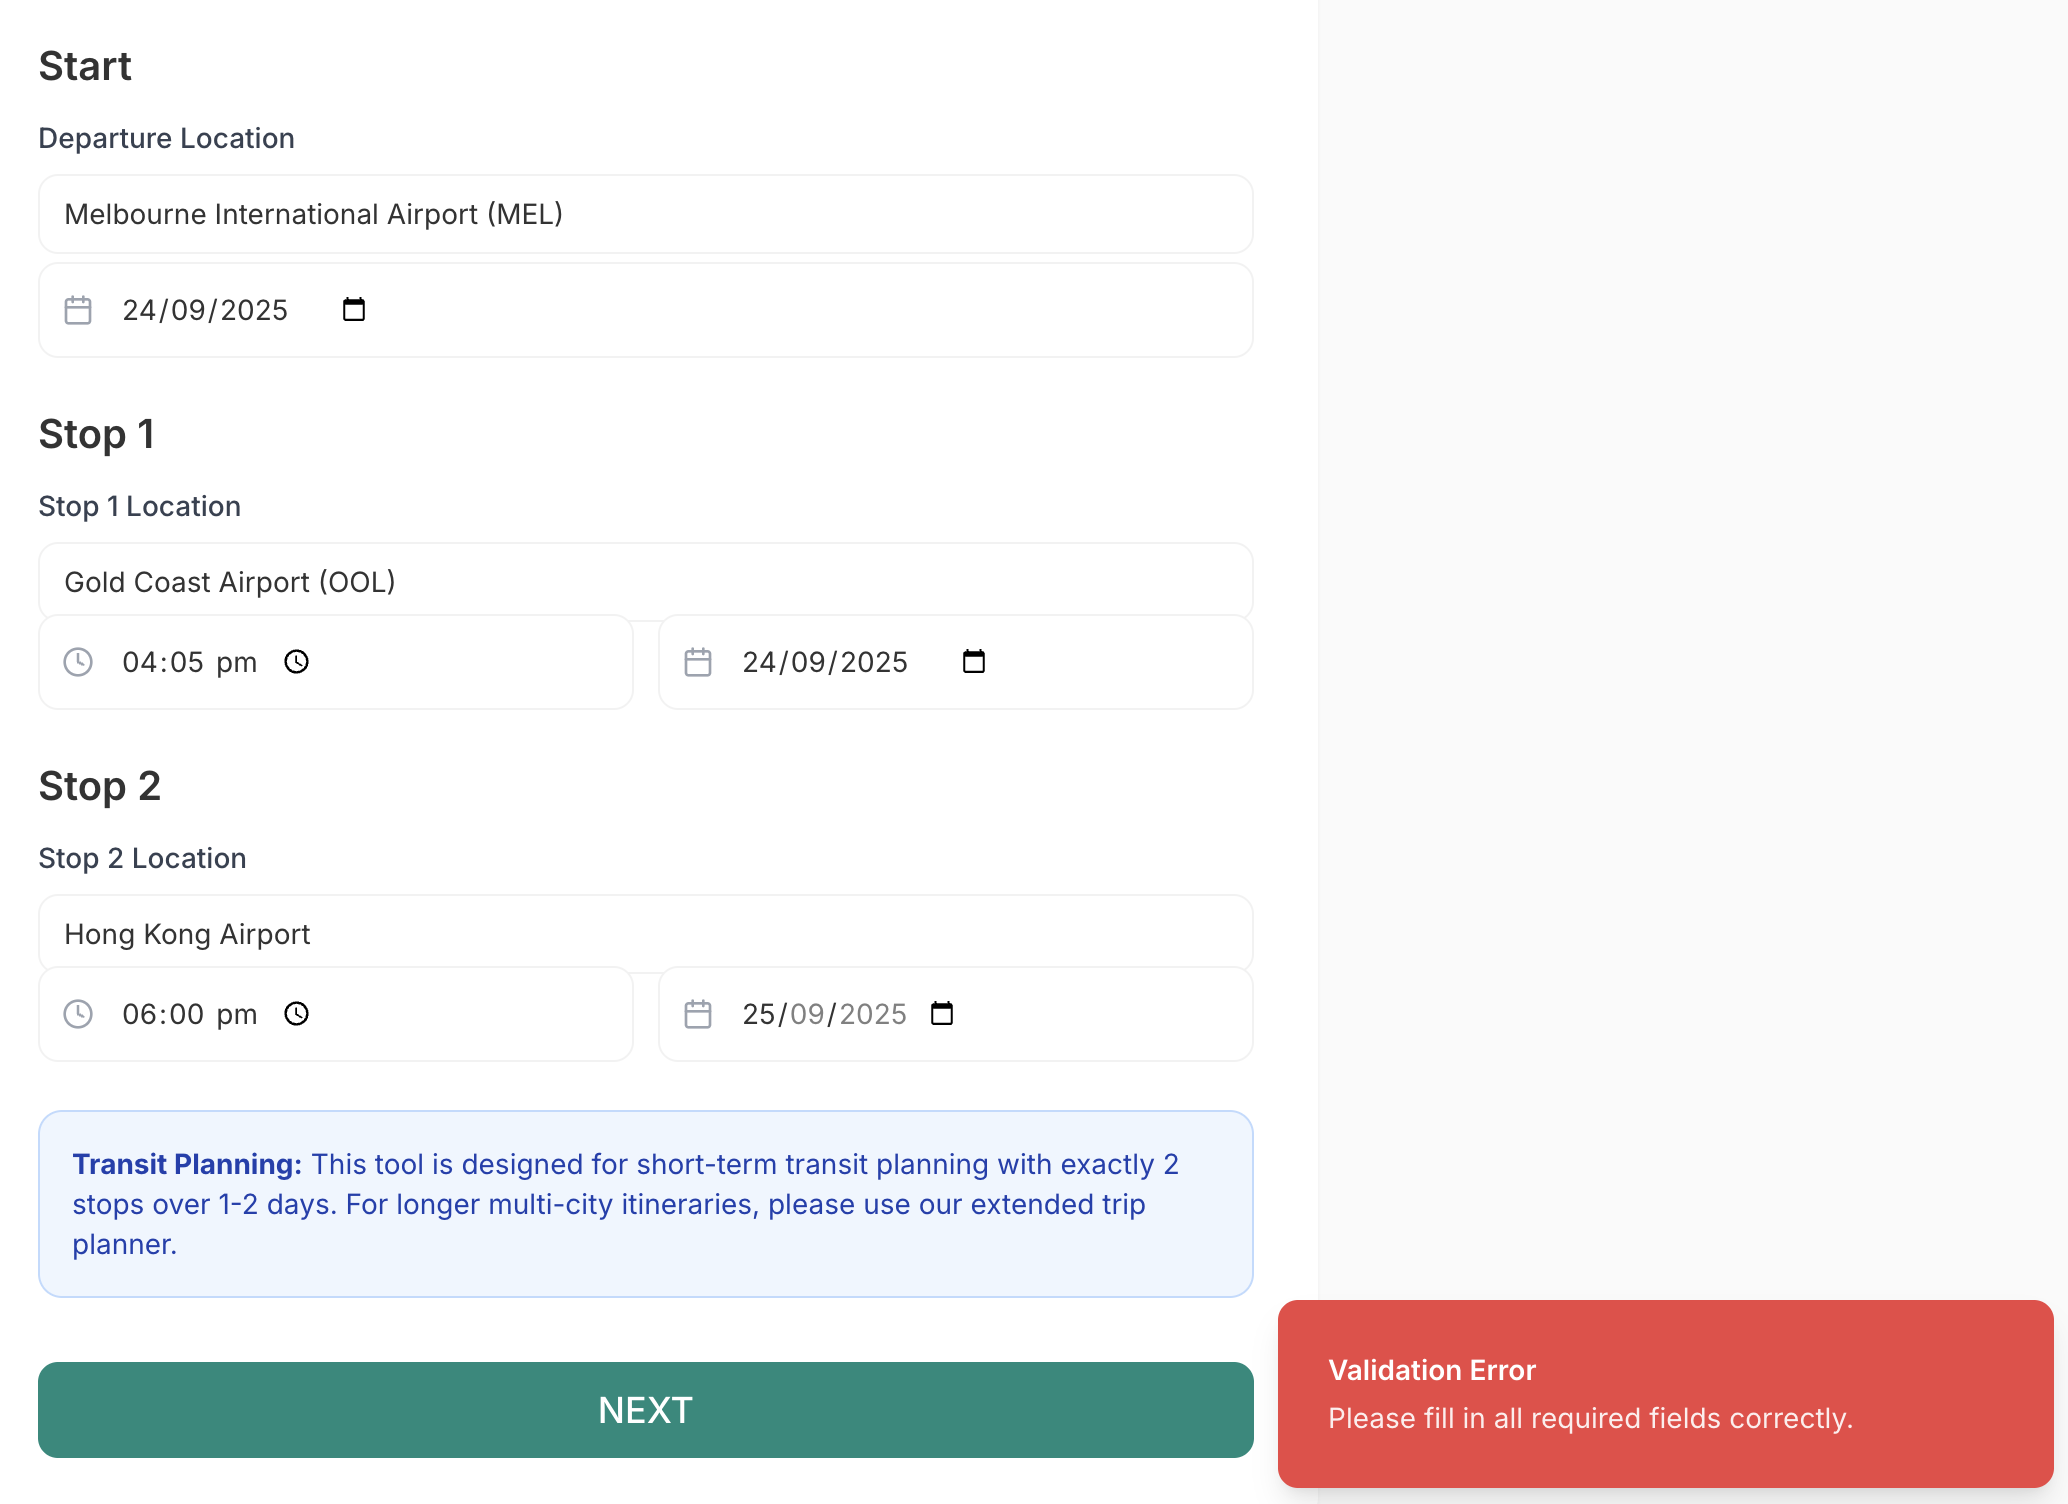 Start
Departure Location
Melbourne International Airport (MEL)
24/09/2025
Stop 1
Stop 1 Location
Gold Coast Airport (OOL)
04:05 pm
24/09/2025
Stop 2
Stop 2 Location
Hong Kong Airport
06:00 pm
25/09/2025
Transit Planning: This tool is designed for short-term transit planning with exactly 2
stops over 1-2 days. For longer multi-city itineraries, please use our extended trip
planner.
NEXT
Validation Error
Please fill in all required fields correctly.